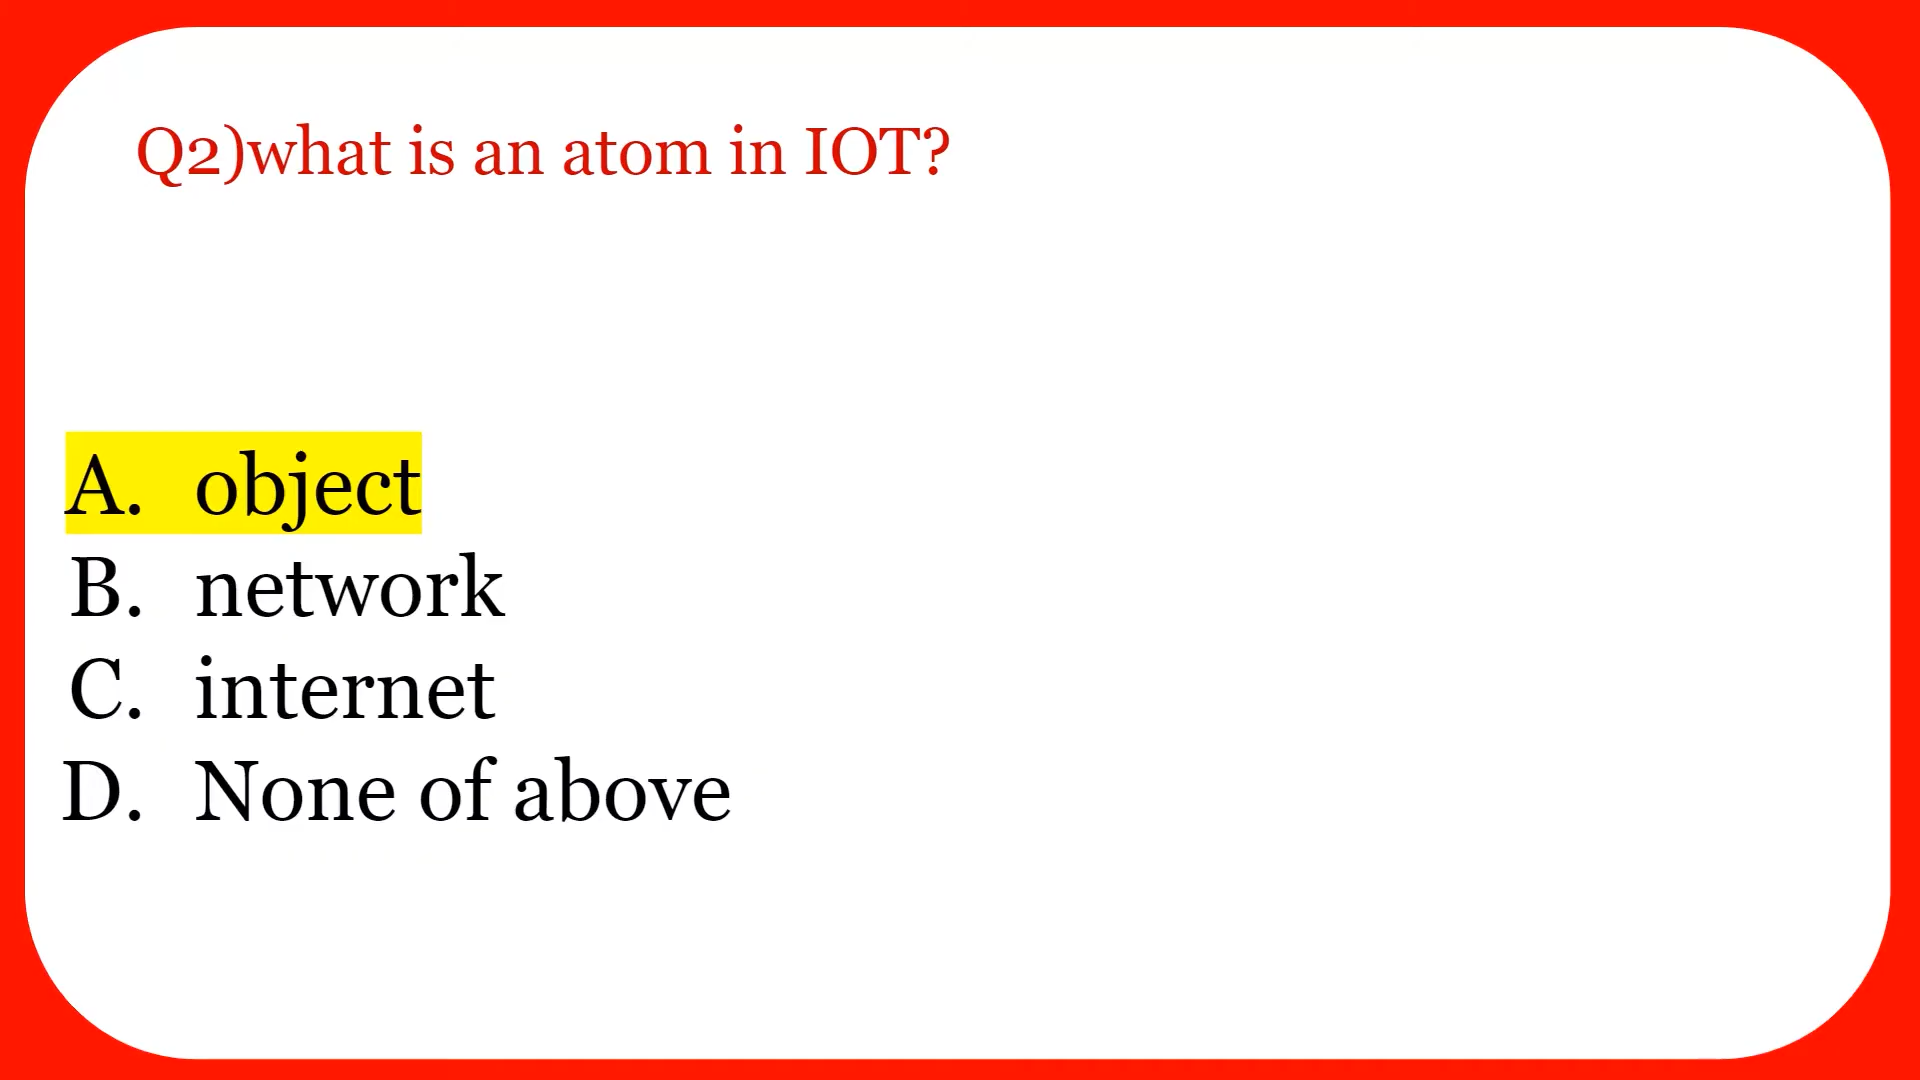 Q2)what is an atom in IOT?
A. object
B. network
C. internet
D. None of above